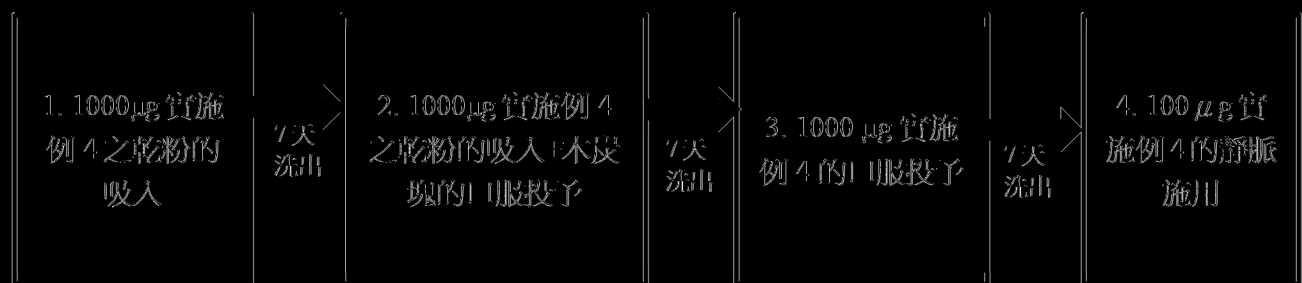 1. 1000μg 實施
例 4 之乾粉的
吸入
7 天
洗出
2. 1000μg 實施例 4
之乾粉的吸入+木炭
塊的口服投予
7 天
洗出
3. 1000 μg 實施
例 4 的口服投予
7 天
洗出
4. 100 μg 實
施例 4 的靜脈
施用